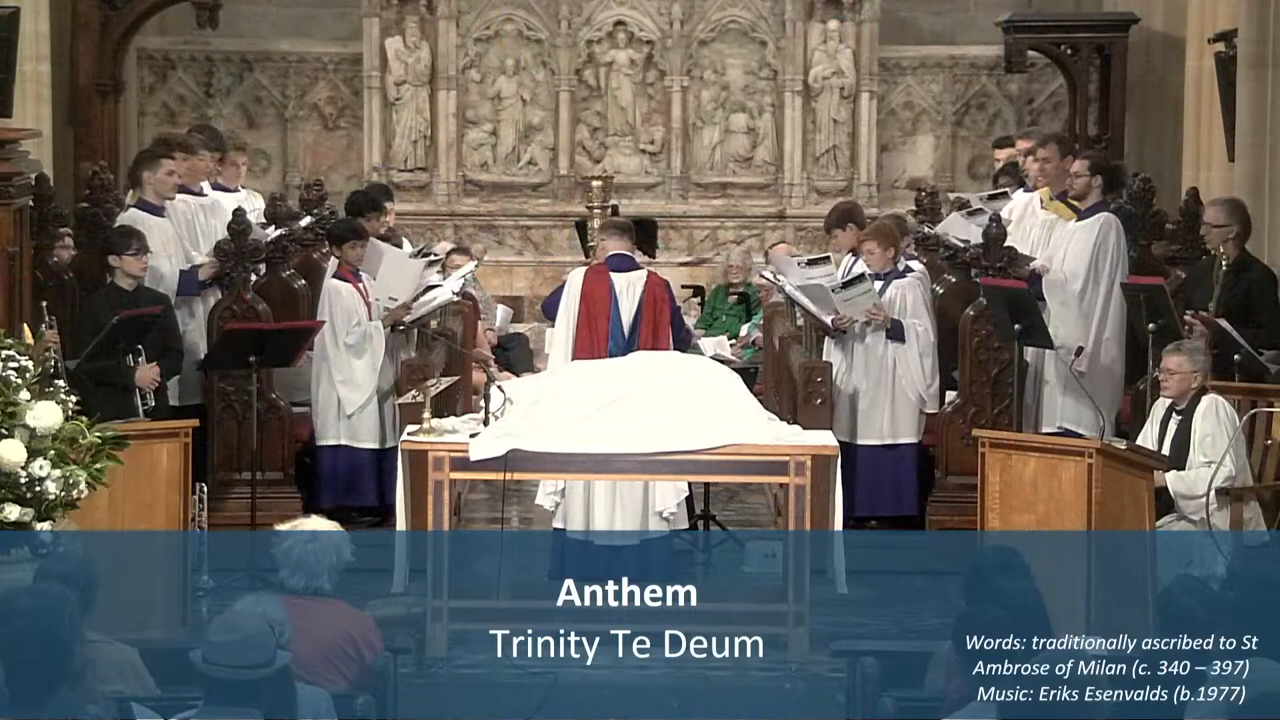 Anthem
Trinity Te Deum
Words: traditionally ascribed to St
Ambrose of Milan (c. 340 – 397)
Music: Eriks Esenvalds (b.1977)